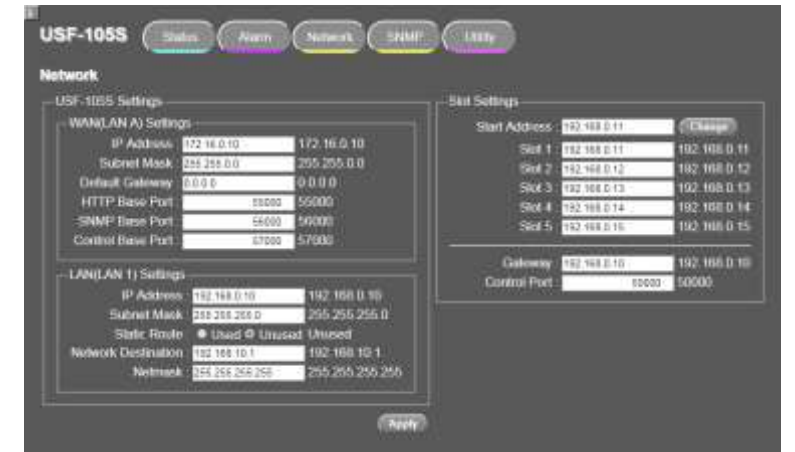 USF-105S Status Alarm Network SNMP Utility
Network
USF-105S Settings
WAN(LAN A) Settings
IP Address 172.16.0.10 172.16.0.10
Subnet Mask 255.255.0.0 255.255.0.0
Default Gateway 0.0.0.0 0.0.0.0
HTTP Base Port 55000 55000
SNMP Base Port 56000 56000
Control Base Port 57000 57000
LAN(LAN 1) Settings
IP Address 192.168.0.10 192.168.0.10
Subnet Mask 255.255.255.0 255.255.255.0
Static Route Used Unused Unused
Network Destination 192.168.10.1 192.168.10.1
Netmask 255.255.255.255 255.255.255.255
Slot Settings
Start Address 192.168.0.11 Change
Slot 1 192.168.0.11 192.168.0.11
Slot 2 192.168.0.12 192.168.0.12
Slot 3 192.168.0.13 192.168.0.13
Slot 4 192.168.0.14 192.168.0.14
Slot 5 192.168.0.15 192.168.0.15
Gateway 192.168.0.10 192.168.0.10
Control Port 50000 50000
Apply